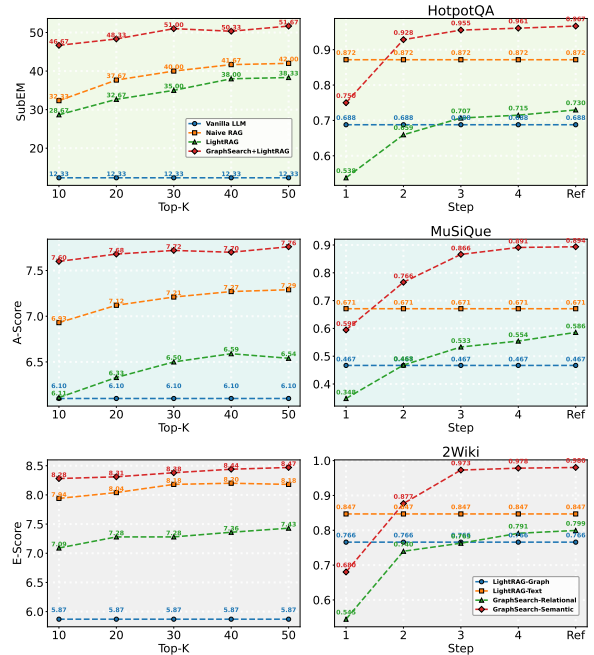 SubEM
50
40
30
20
46.67 48.33 51.00 50.33 51.67
32.33 37.67 40.00 41.67 42.00
28.67 32.67 35.00 38.00 38.33
12.33 12.33 12.33 12.33 12.33
Vanilla LLM
Naive RAG
LightRAG
GraphSearch+LightRAG
10 20 30 40 50
Top-K
HotpotQA
0.9
0.8
0.7
0.6
0.928 0.955 0.961 0.967
0.872 0.872 0.872 0.872 0.872
0.688 0.688 0.688 0.688
0.659 0.707 0.715 0.730
1 2 3 4 Ref
Step
A-Score
7.5
7.0
6.5
7.60 7.68 7.72 7.70 7.76
6.93 7.12 7.21 7.27 7.29
6.11 6.33 6.50 6.59 6.54
6.10 6.10 6.10 6.10 6.10
10 20 30 40 50
Top-K
MuSiQue
0.9
0.8
0.7
0.6
0.5
0.4
0.766 0.866 0.891 0.894
0.671 0.671 0.671 0.671 0.671
0.467 0.467 0.467 0.467
0.533 0.554 0.586
1 2 3 4 Ref
Step
E-Score
8.5
8.0
7.5
7.0
6.5
6.0
8.28 8.31 8.38 8.44 8.47
7.94 8.04 8.18 8.20 8.18
7.09 7.28 7.28 7.36 7.43
5.87 5.87 5.87 5.87 5.87
10 20 30 40 50
Top-K
2Wiki
1.0
0.9
0.8
0.7
0.6
0.680 0.877 0.973 0.978 0.980
0.847 0.847 0.847 0.847 0.847
0.766 0.766 0.766 0.766
0.740 0.791 0.799
LightRAG-Graph
LightRAG-Text
GraphSearch-Relational
GraphSearch-Semantic
1 2 3 4 Ref
Step